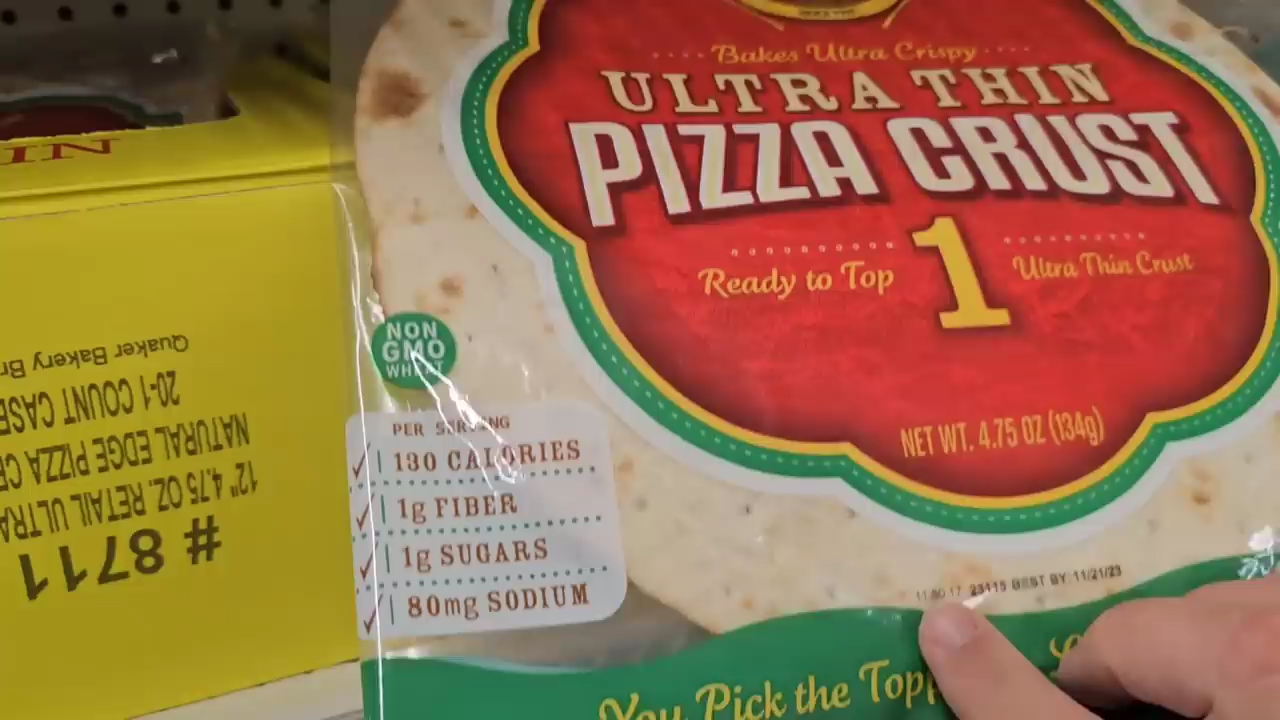 Bakes Ultra Crispy
ULTRA THIN
PIZZA CRUST
Ready to Top
1
Ultra Thin Crust
NET WT. 4.75 OZ (134g)
NON
GMO
WHEAT
PER SERVING
130 CALORIES
1g FIBER
1g SUGARS
80mg SODIUM
23115 BEST BY: 11/21/23
You Pick the
# 8711
12" 4.75 OZ. RETAIL ULTRA
NATURAL EDGE PIZZA
20-1 COUNT CASE
Quaker Bakery